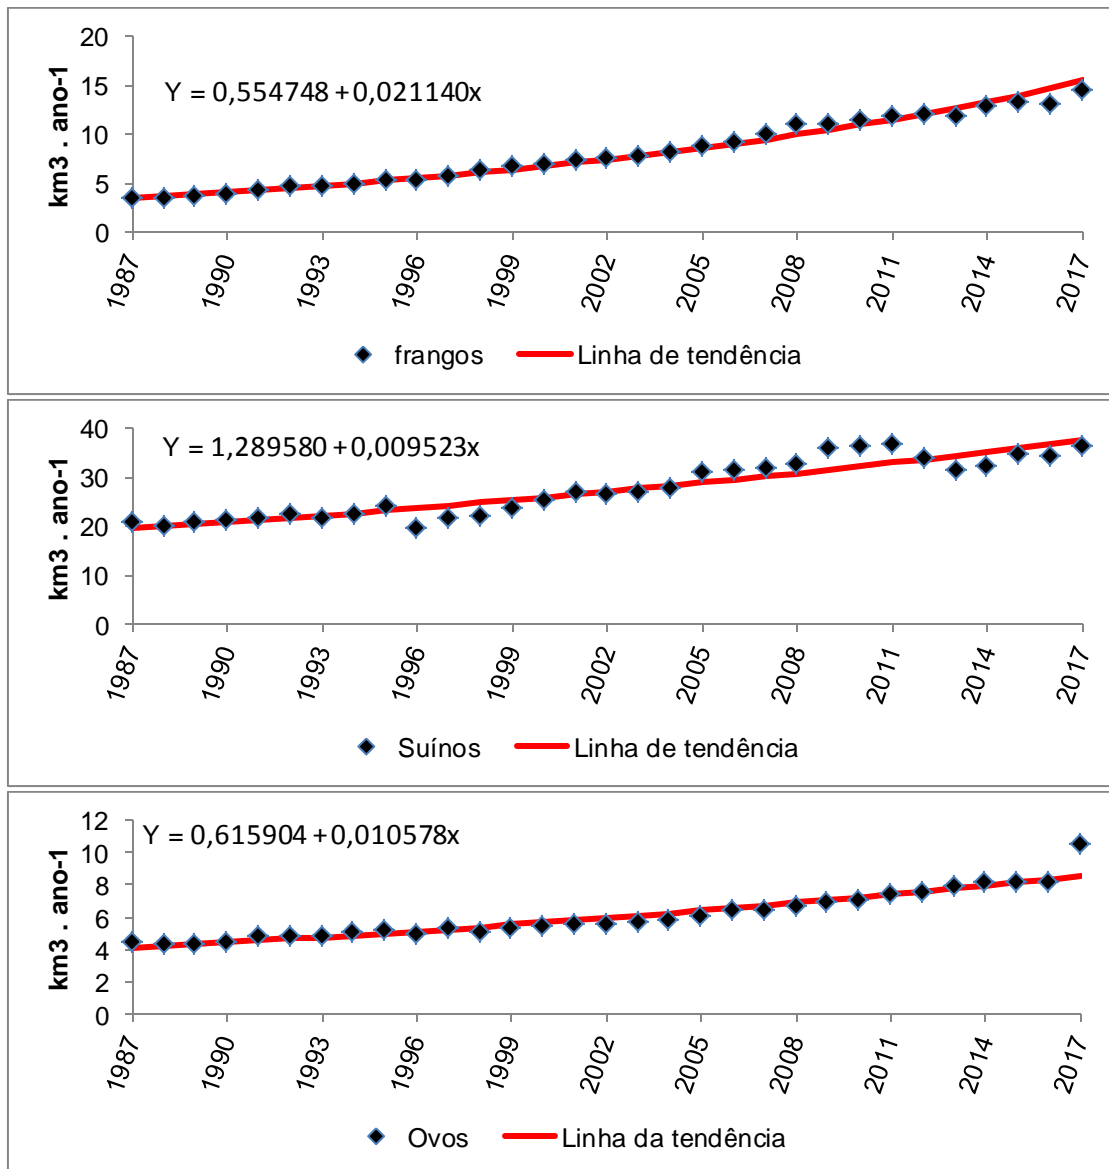 20
15
10
5
0
km3 . ano-1
Y = 0,554748 + 0,021140x
1987 1990 1993 1996 1999 2002 2005 2008 2011 2014 2017
frangos Linha de tendência
40
30
20
10
0
km3 . ano-1
Y = 1,289580 + 0,009523x
1987 1990 1993 1996 1999 2002 2005 2008 2011 2014 2017
Suínos Linha de tendência
12
10
8
6
4
2
0
km3 . ano-1
Y = 0,615904 + 0,010578x
1987 1990 1993 1996 1999 2002 2005 2008 2011 2014 2017
Ovos Linha da tendência